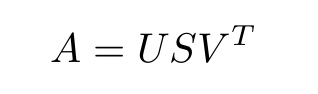 A = USV^T